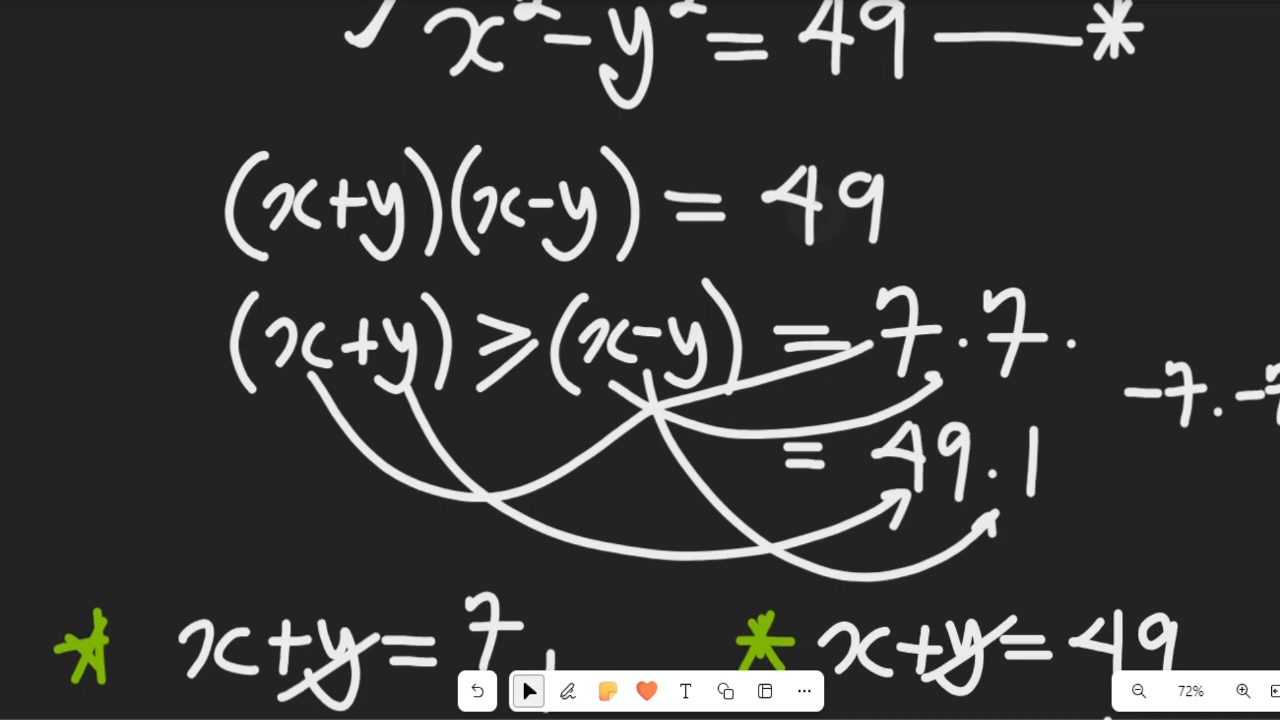 x² - y² = 49 —— *
(x+y)(x-y) = 49
(x+y) ≥ (x-y) = 7 . 7 .
-7 . -7
= 49 . 1
* x+y = 7 * x+y = 49
T 72%